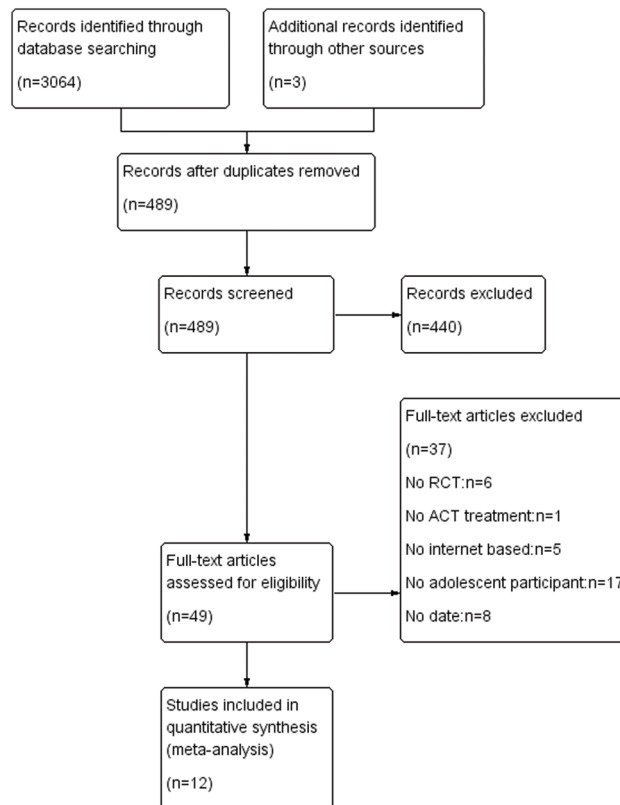 Records identified through
database searching
(n=3064)
Additional records identified
through other sources
(n=3)
Records after duplicates removed
(n=489)
Records screened
(n=489)
Records excluded
(n=440)
Full-text articles excluded
(n=37)
No RCT:n=6
No ACT treatment:n=1
No internet based:n=5
No adolescent participant:n=17
No date:n=8
Full-text articles
assessed for eligibility
(n=49)
Studies included in
quantitative synthesis
(meta-analysis)
(n=12)